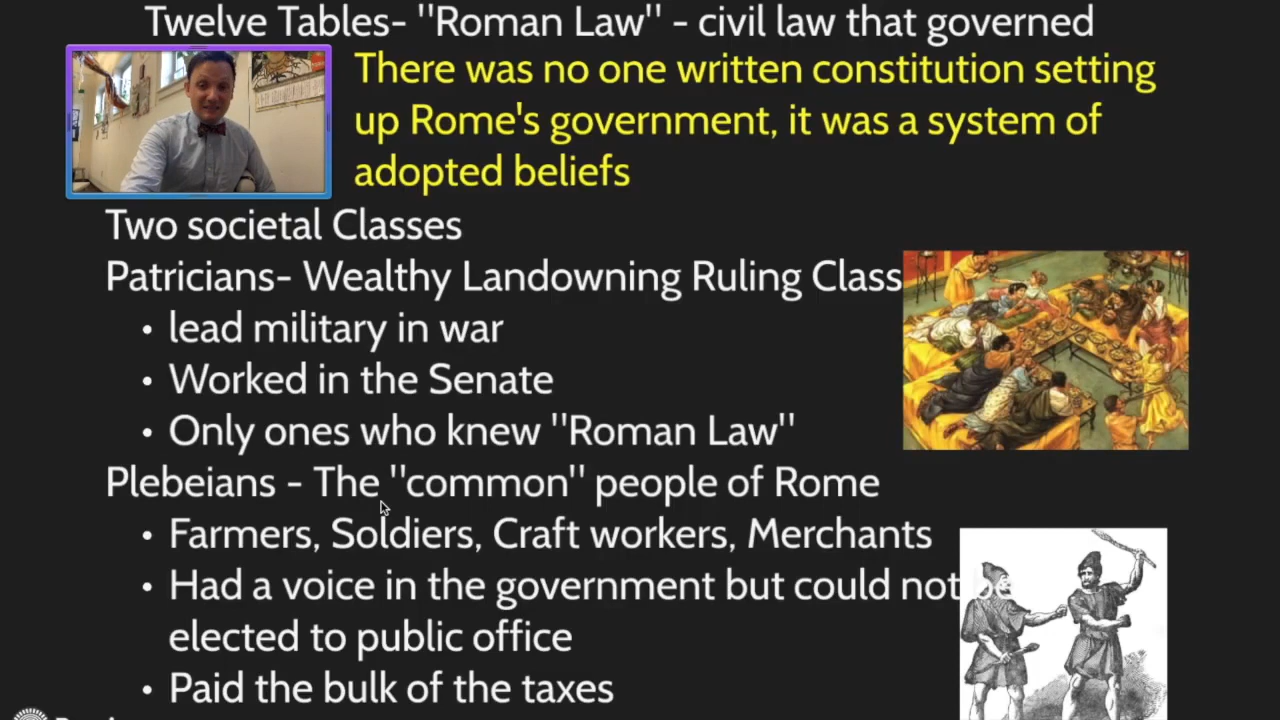 Twelve Tables- "Roman Law" - civil law that governed
There was no one written constitution setting
up Rome's government, it was a system of
adopted beliefs
Two societal Classes
Patricians- Wealthy Landowning Ruling Class
• lead military in war
• Worked in the Senate
• Only ones who knew "Roman Law"
Plebeians - The "common" people of Rome
• Farmers, Soldiers, Craft workers, Merchants
• Had a voice in the government but could not be
elected to public office
• Paid the bulk of the taxes